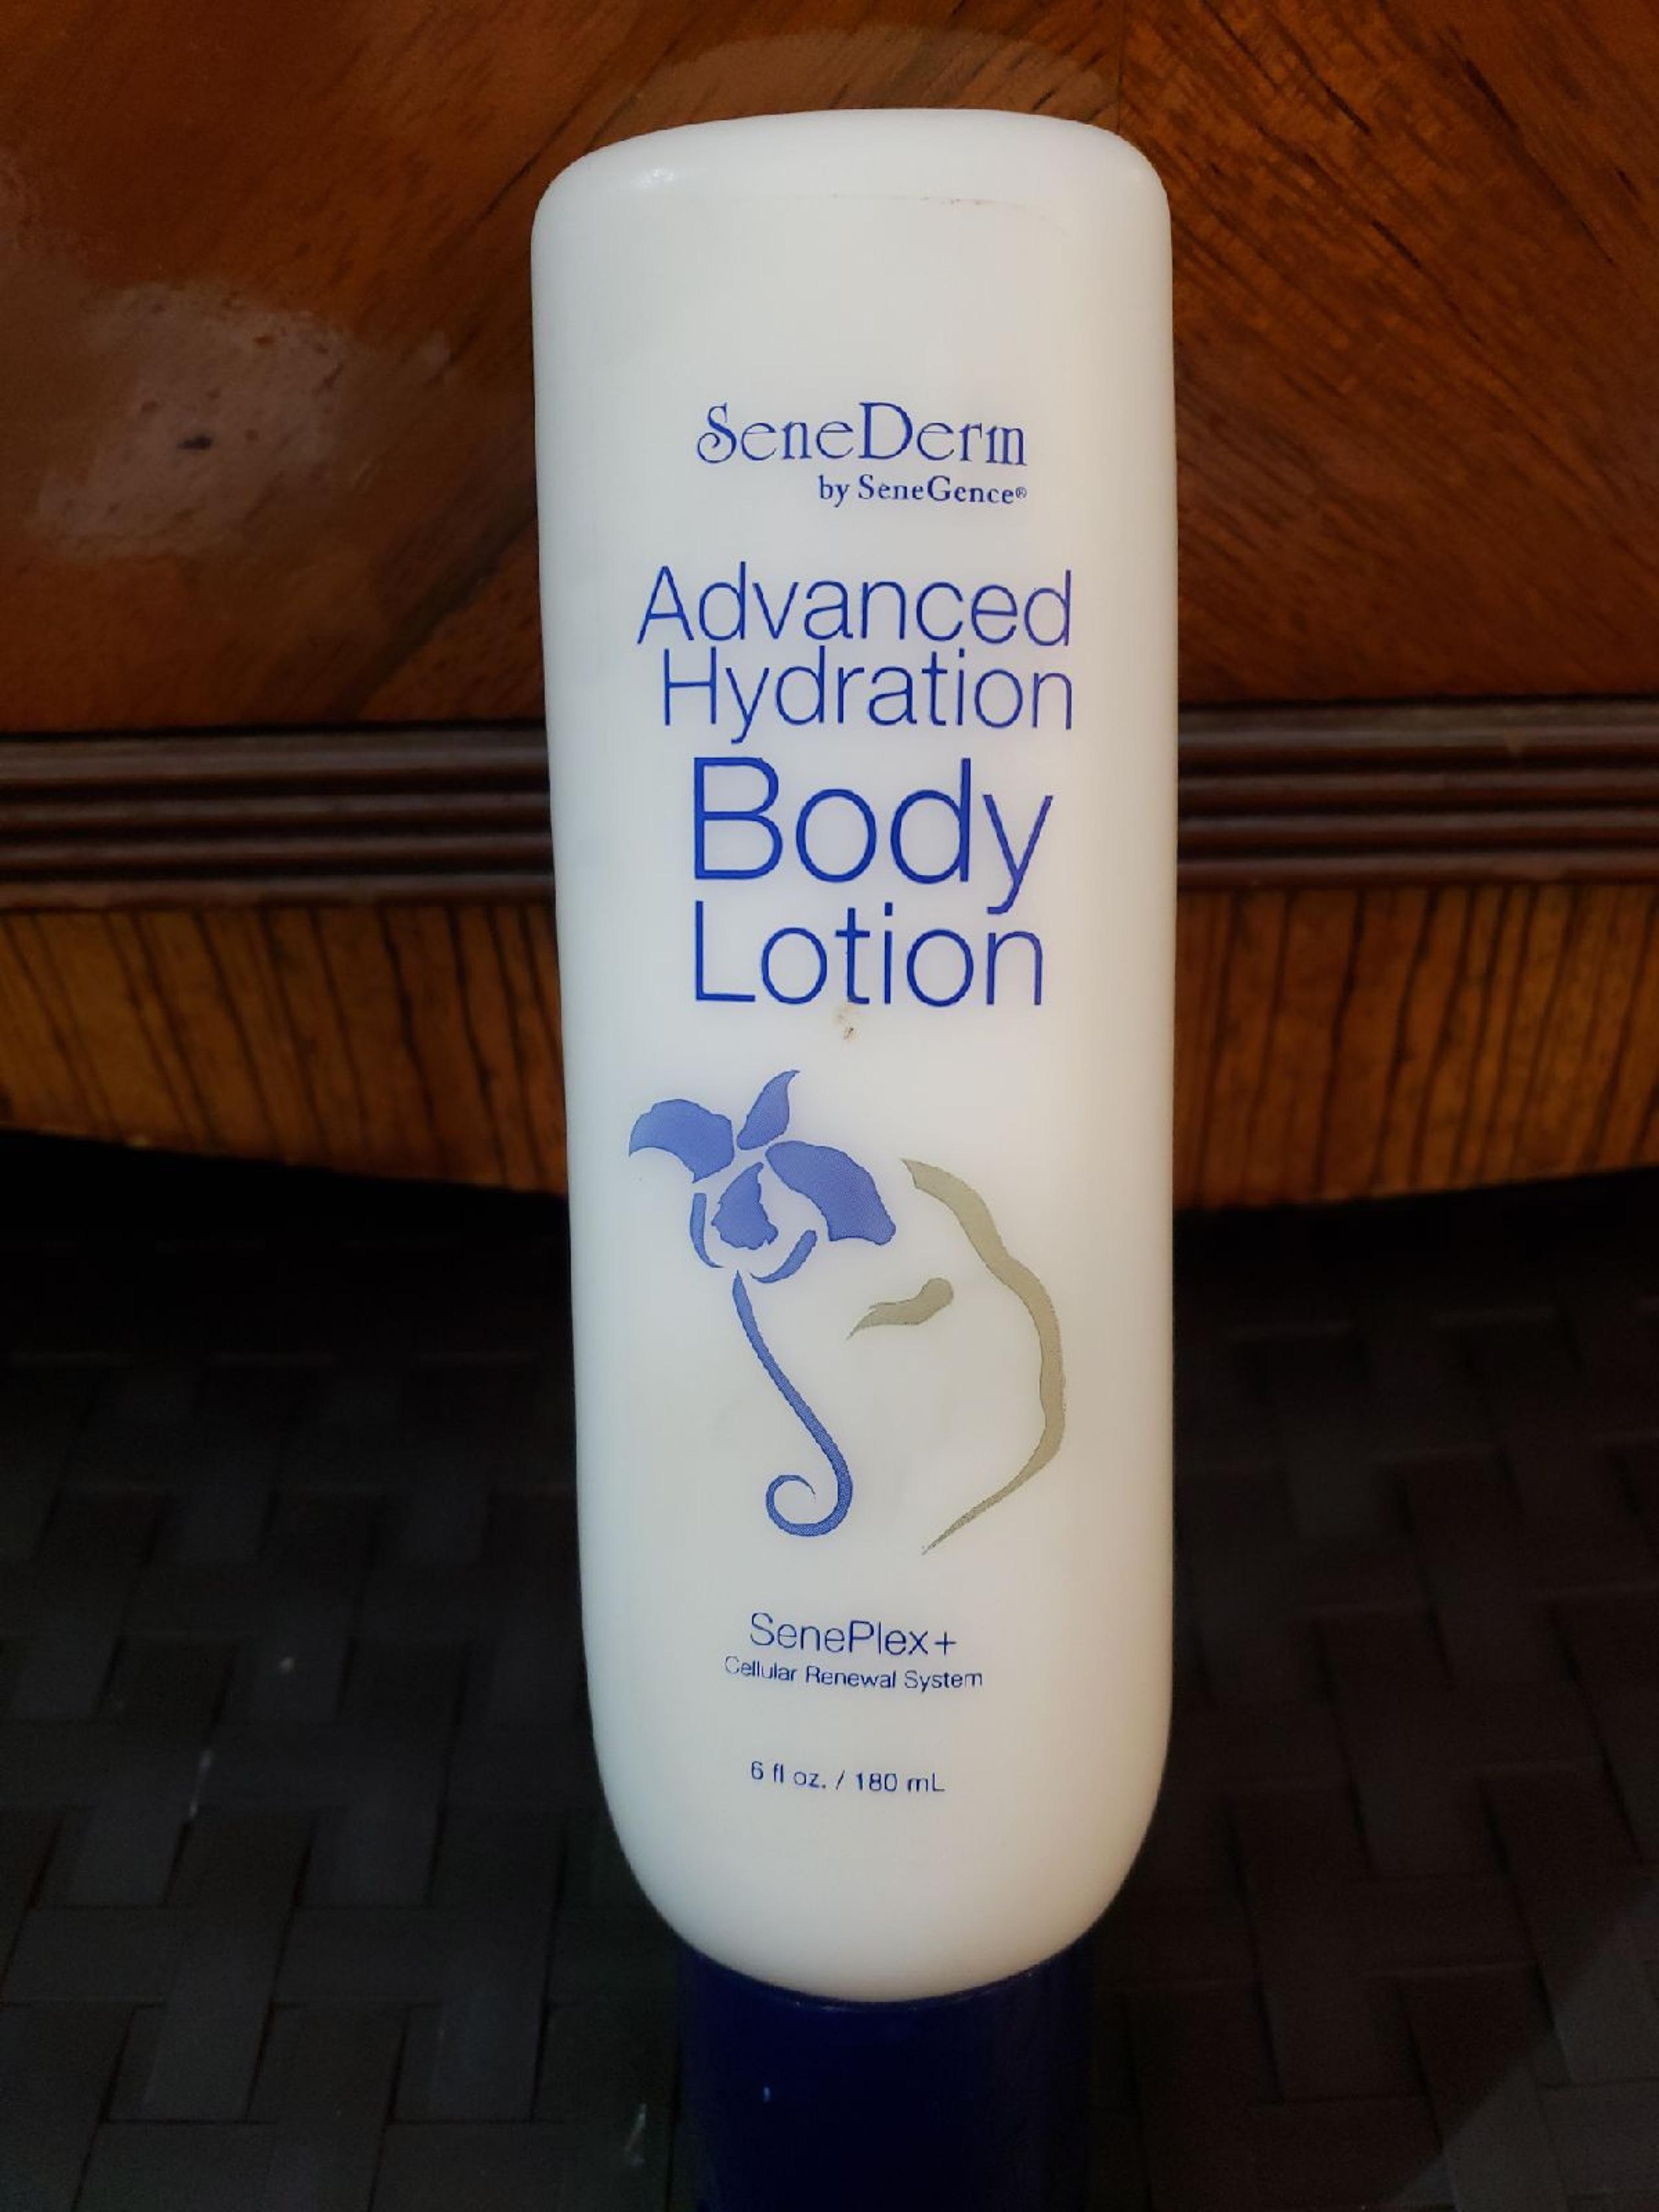 SeneDerm
by SeneGence®
Advanced
Hydration
Body
Lotion
SenePlex+
Cellular Renewal System
6 fl oz. / 180 mL